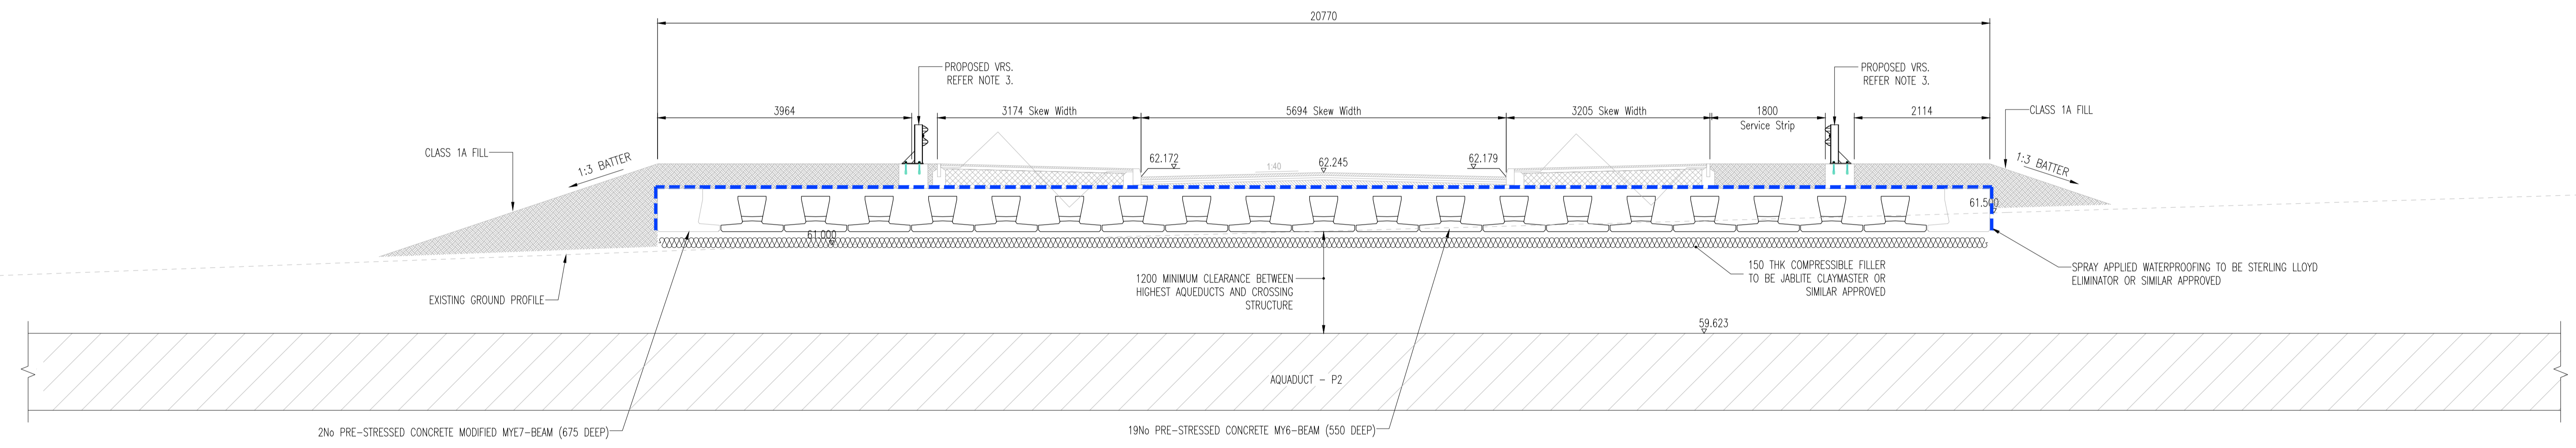 20770
PROPOSED VRS.
REFER NOTE 3.
PROPOSED VRS.
REFER NOTE 3.
3964
3174 Skew Width
5694 Skew Width
3205 Skew Width
1800
Service Strip
2114
CLASS 1A FILL
CLASS 1A FILL
1:3 BATTER
62.172
1:40
62.245
62.179
1:3 BATTER
61.500
61.000
1200 MINIMUM CLEARANCE BETWEEN
HIGHEST AQUEDUCTS AND CROSSING
STRUCTURE
150 THK COMPRESSIBLE FILLER
TO BE JABLITE CLAYMASTER OR
SIMILAR APPROVED
SPRAY APPLIED WATERPROOFING TO BE STERLING LLOYD
ELIMINATOR OR SIMILAR APPROVED
EXISTING GROUND PROFILE
59.623
AQUADUCT - P2
2No PRE-STRESSED CONCRETE MODIFIED MYE7-BEAM (675 DEEP)
19No PRE-STRESSED CONCRETE MY6-BEAM (550 DEEP)